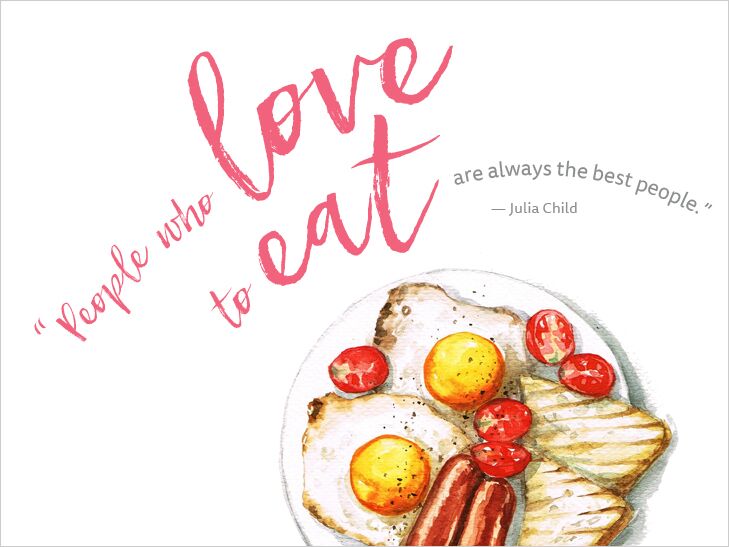 “People who
love
to eat
are always the best people.”
— Julia Child